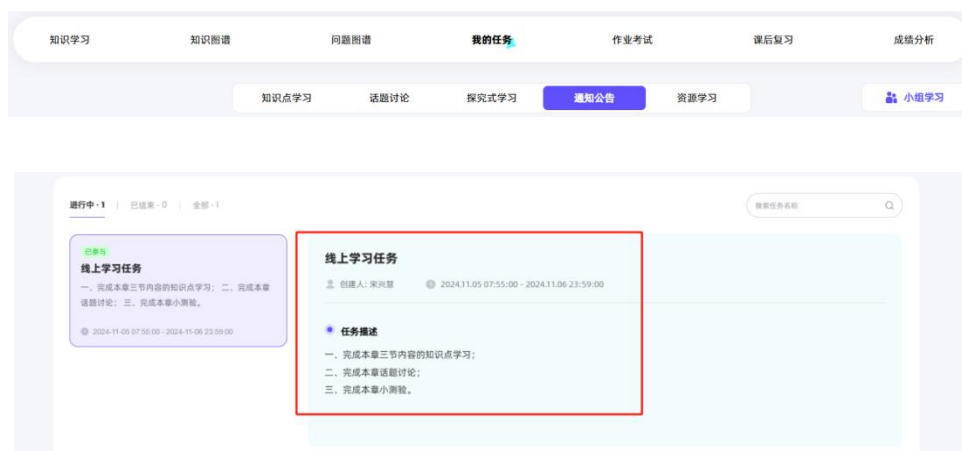 知识学习 知识图谱 问题图谱 我的任务 作业考试 课后复习 成绩分析
知识点学习 话题讨论 探究式学习 通知公告 资源学习 小组学习
进行中·1 | 已结束·0 | 全部·1 搜索任务名称
已参与
线上学习任务
一、完成本章三节内容的知识点学习； 二、完成本章
话题讨论； 三、完成本章小测验。
2024-11-05 07:55:00 - 2024-11-06 23:59:00
线上学习任务
创建人：宋兴慧 2024.11.05 07:55:00 - 2024.11.06 23:59:00
任务描述
一、完成本章三节内容的知识点学习；
二、完成本章话题讨论；
三、完成本章小测验。